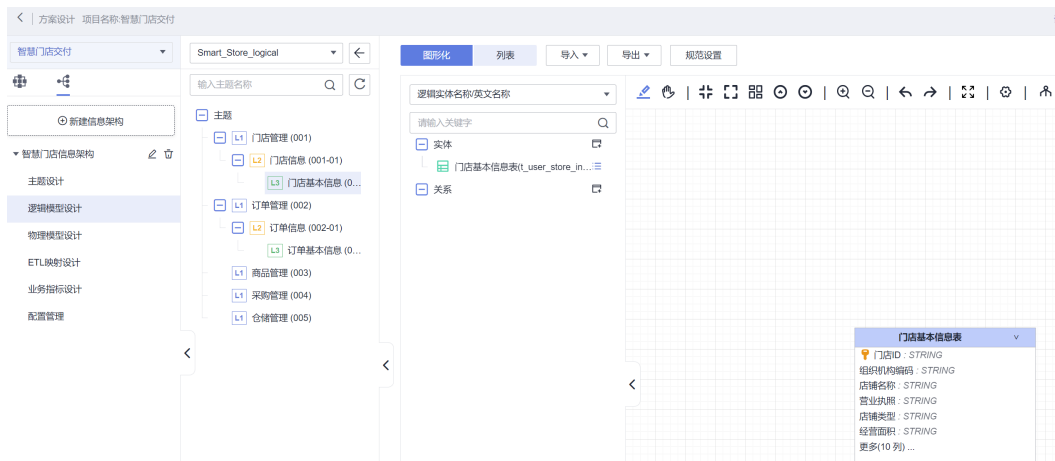 方案设计 项目名称:智慧门店交付
智慧门店交付
新建信息架构
智慧门店信息架构
主题设计
逻辑模型设计
物理模型设计
ETL映射设计
业务指标设计
配置管理
Smart_Store_logical
输入主题名称
主题
L1 门店管理 (001)
L2 门店信息 (001-01)
L3 门店基本信息 (0...
L1 订单管理 (002)
L2 订单信息 (002-01)
L3 订单基本信息 (0...
L1 商品管理 (003)
L1 采购管理 (004)
L1 仓储管理 (005)
图形化 列表 导入 导出 规范设置
逻辑实体名称/英文名称
请输入关键字
实体
门店基本信息表(t_user_store_in...
关系
门店基本信息表
门店ID : STRING
组织机构编码 : STRING
店铺名称 : STRING
营业执照 : STRING
店铺类型 : STRING
经营面积 : STRING
更多(10 列) ...